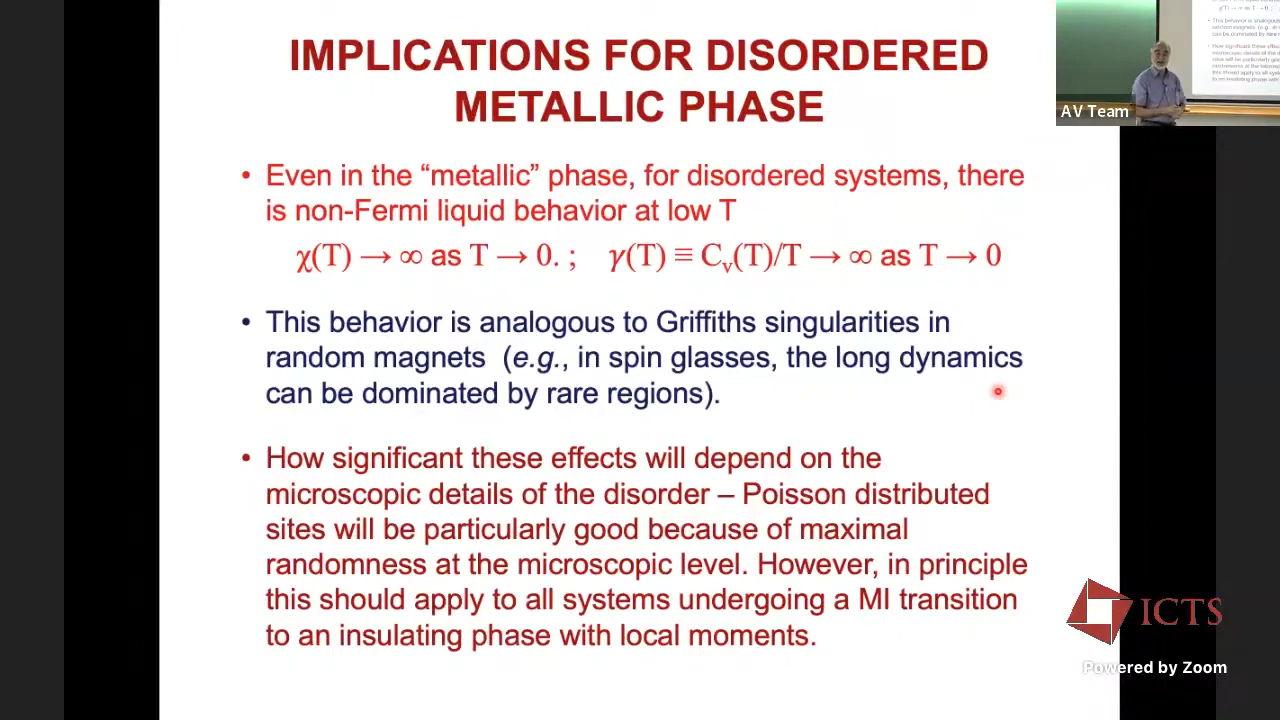 IMPLICATIONS FOR DISORDERED
METALLIC PHASE
• Even in the “metallic” phase, for disordered systems, there
is non-Fermi liquid behavior at low T
χ(T) → ∞ as T → 0. ;   γ(T) ≡ Cᵥ(T)/T → ∞ as T → 0
• This behavior is analogous to Griffiths singularities in
random magnets (e.g., in spin glasses, the long dynamics
can be dominated by rare regions).
• How significant these effects will depend on the
microscopic details of the disorder – Poisson distributed
sites will be particularly good because of maximal
randomness at the microscopic level. However, in principle
this should apply to all systems undergoing a MI transition
to an insulating phase with local moments.
AV Team
ICTS
Powered by Zoom